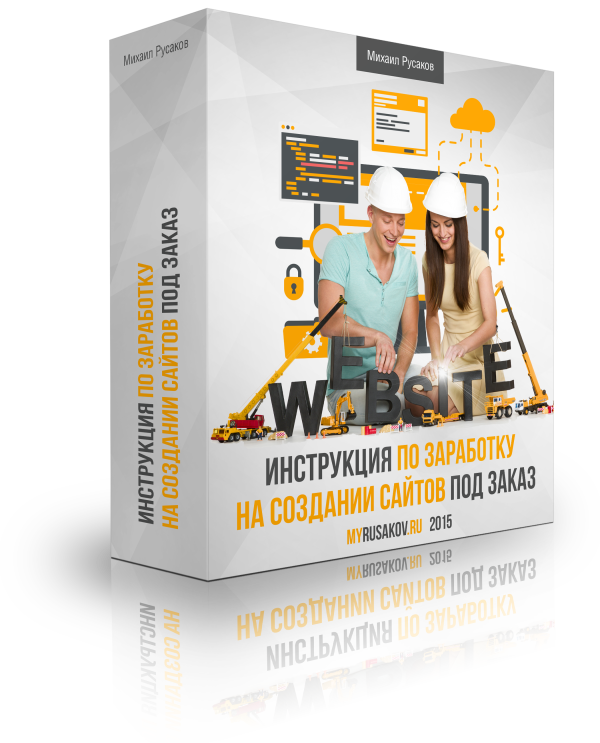 Михаил Русаков
ИНСТРУКЦИЯ ПО ЗАРАБОТКУ
НА СОЗДАНИИ САЙТОВ ПОД ЗАКАЗ
Михаил Русаков
WEBSITE
ИНСТРУКЦИЯ ПО ЗАРАБОТКУ
НА СОЗДАНИИ САЙТОВ ПОД ЗАКАЗ
MYRUSAKOV.RU 2015